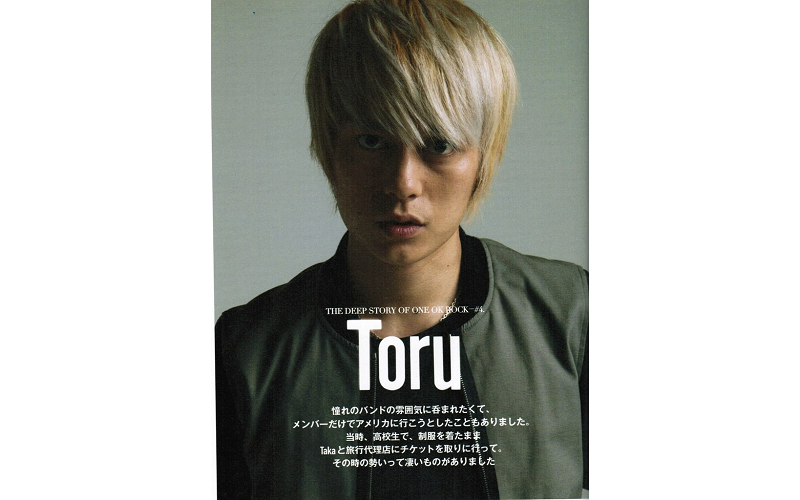 THE DEEP STORY OF ONE OK ROCK—#4.
Toru
憧れのバンドの雰囲気に呑まれたくて、
メンバーだけでアメリカに行こうとしたこともありました。
当時、高校生で、制服を着たまま
Takaと旅行代理店にチケットを取りに行って。
その時の勢いって凄いものがありました